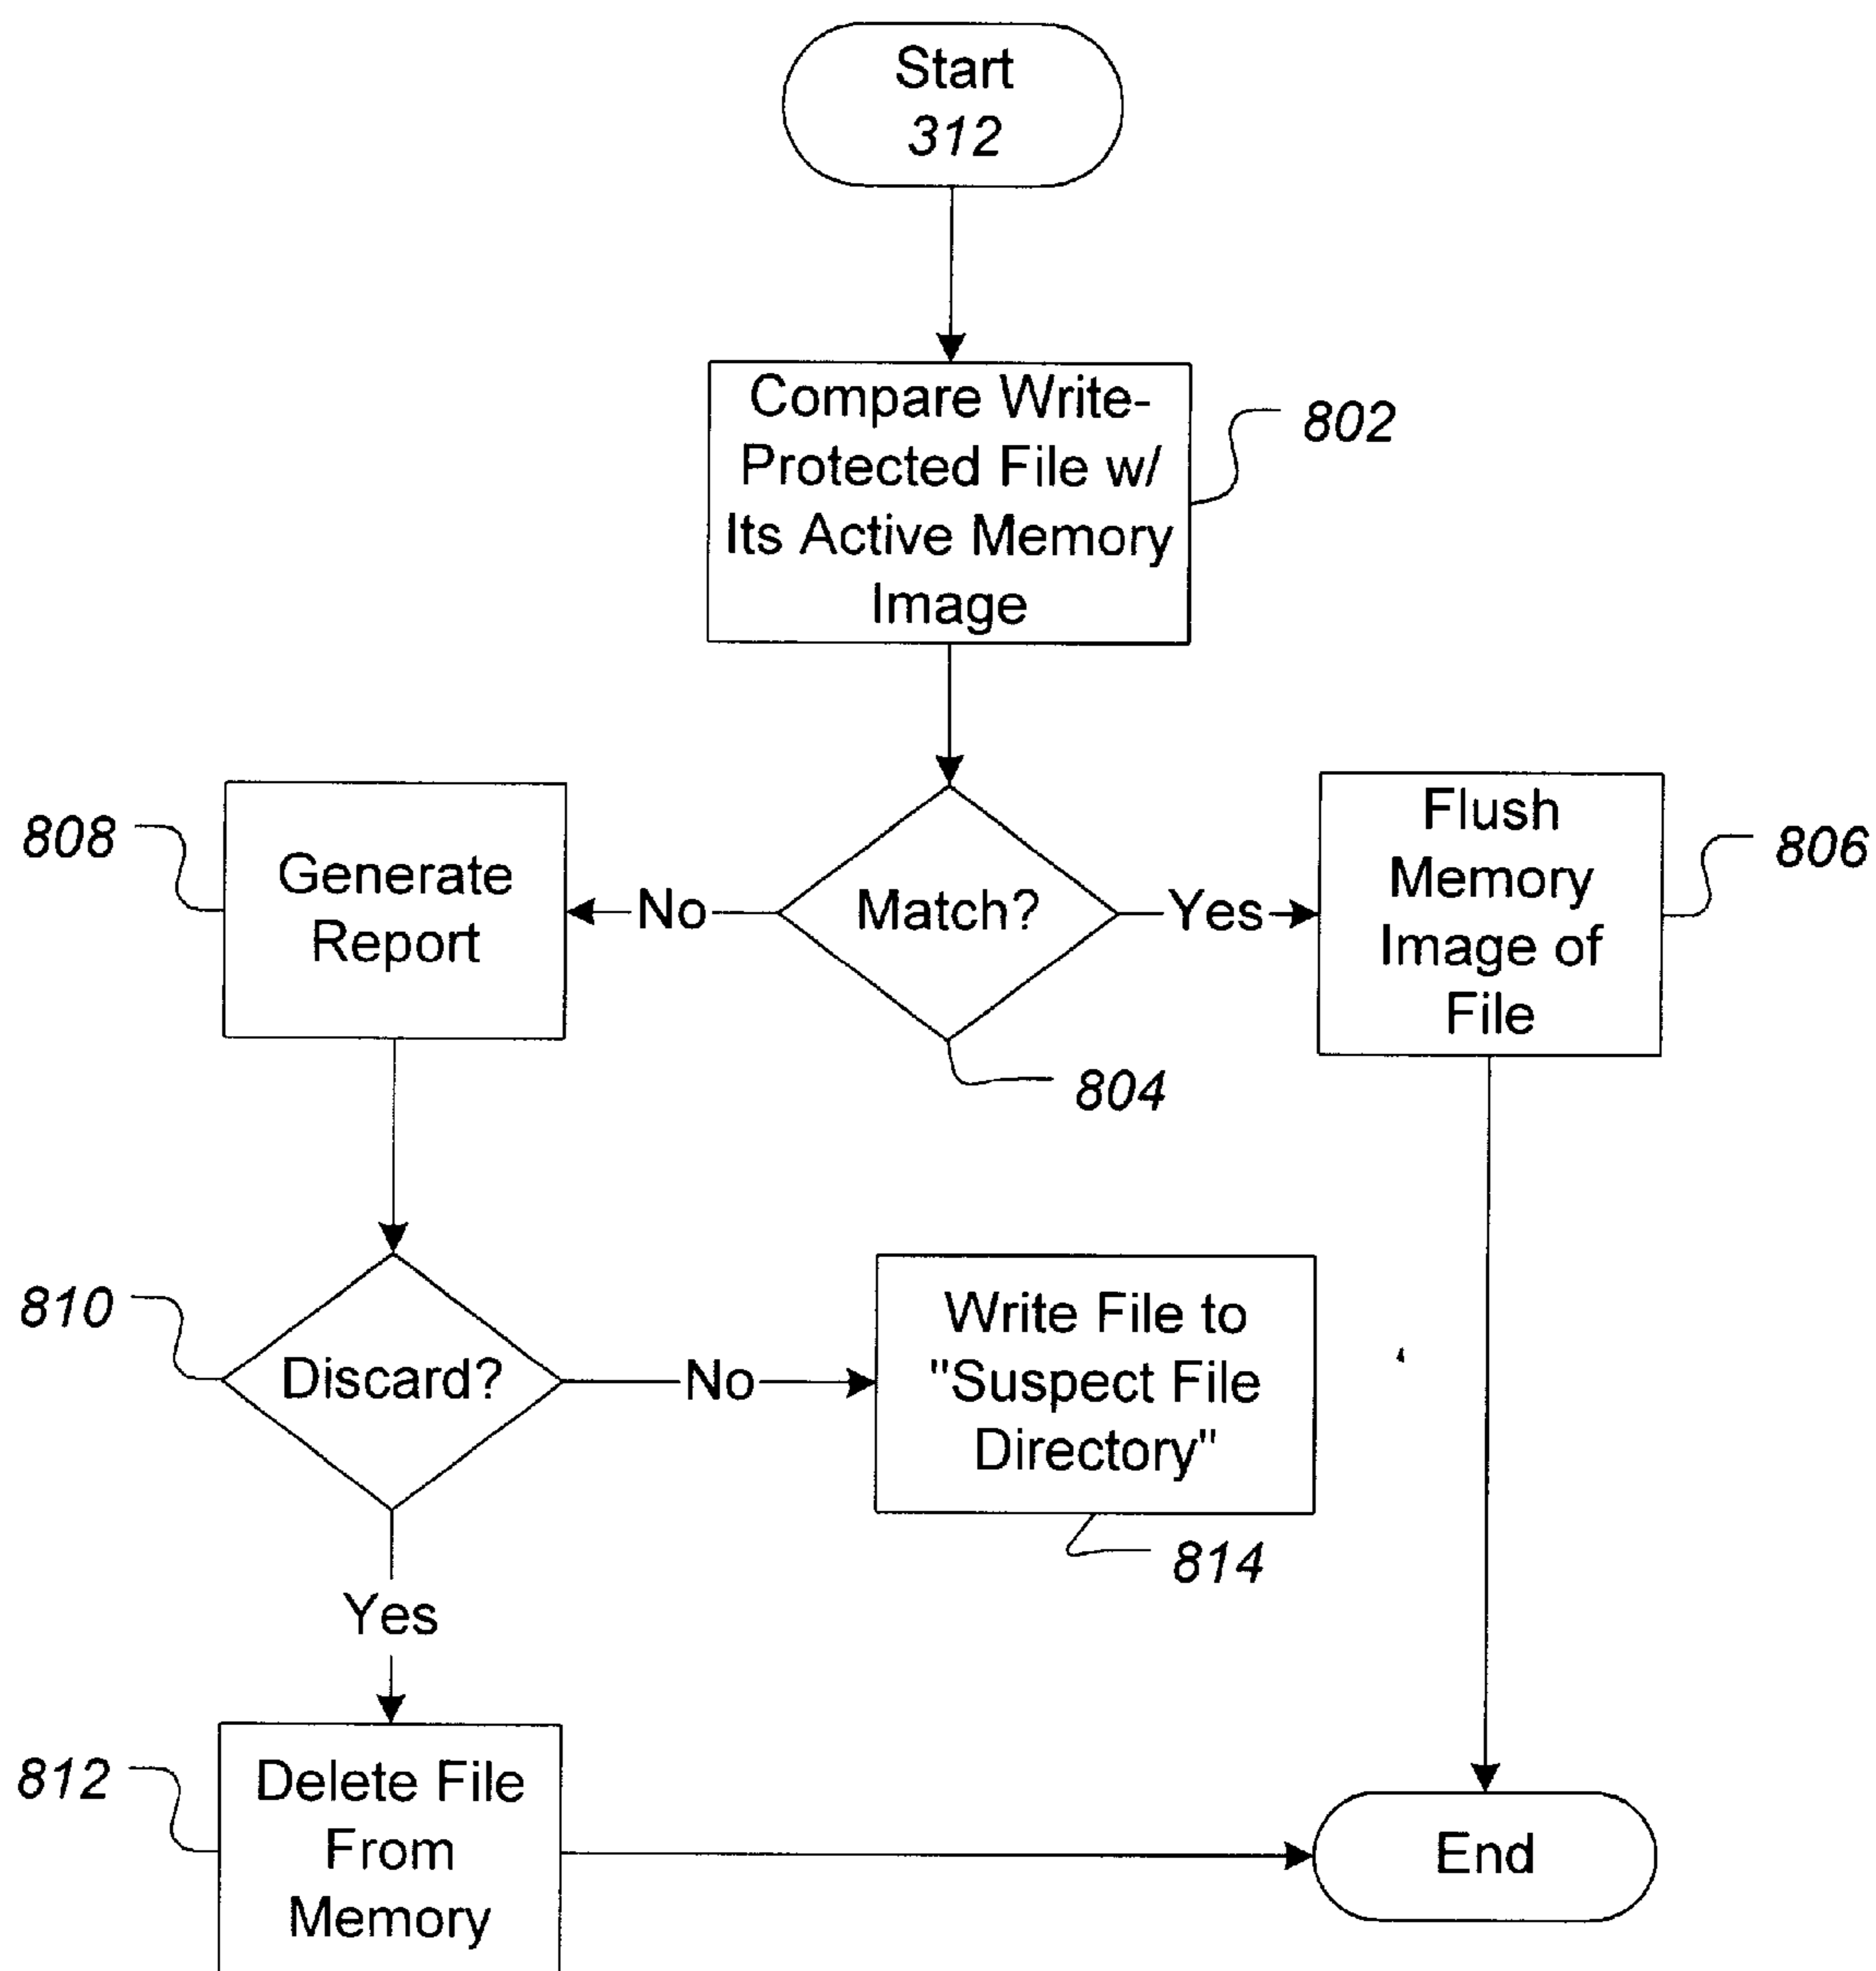 Start
312
Compare Write-
Protected File w/
Its Active Memory
Image
802
808
Generate
Report
No
Match?
Yes
Flush
Memory
Image of
File
806
804
810
Discard?
No
Write File to
"Suspect File
Directory"
814
Yes
812
Delete File
From
Memory
End